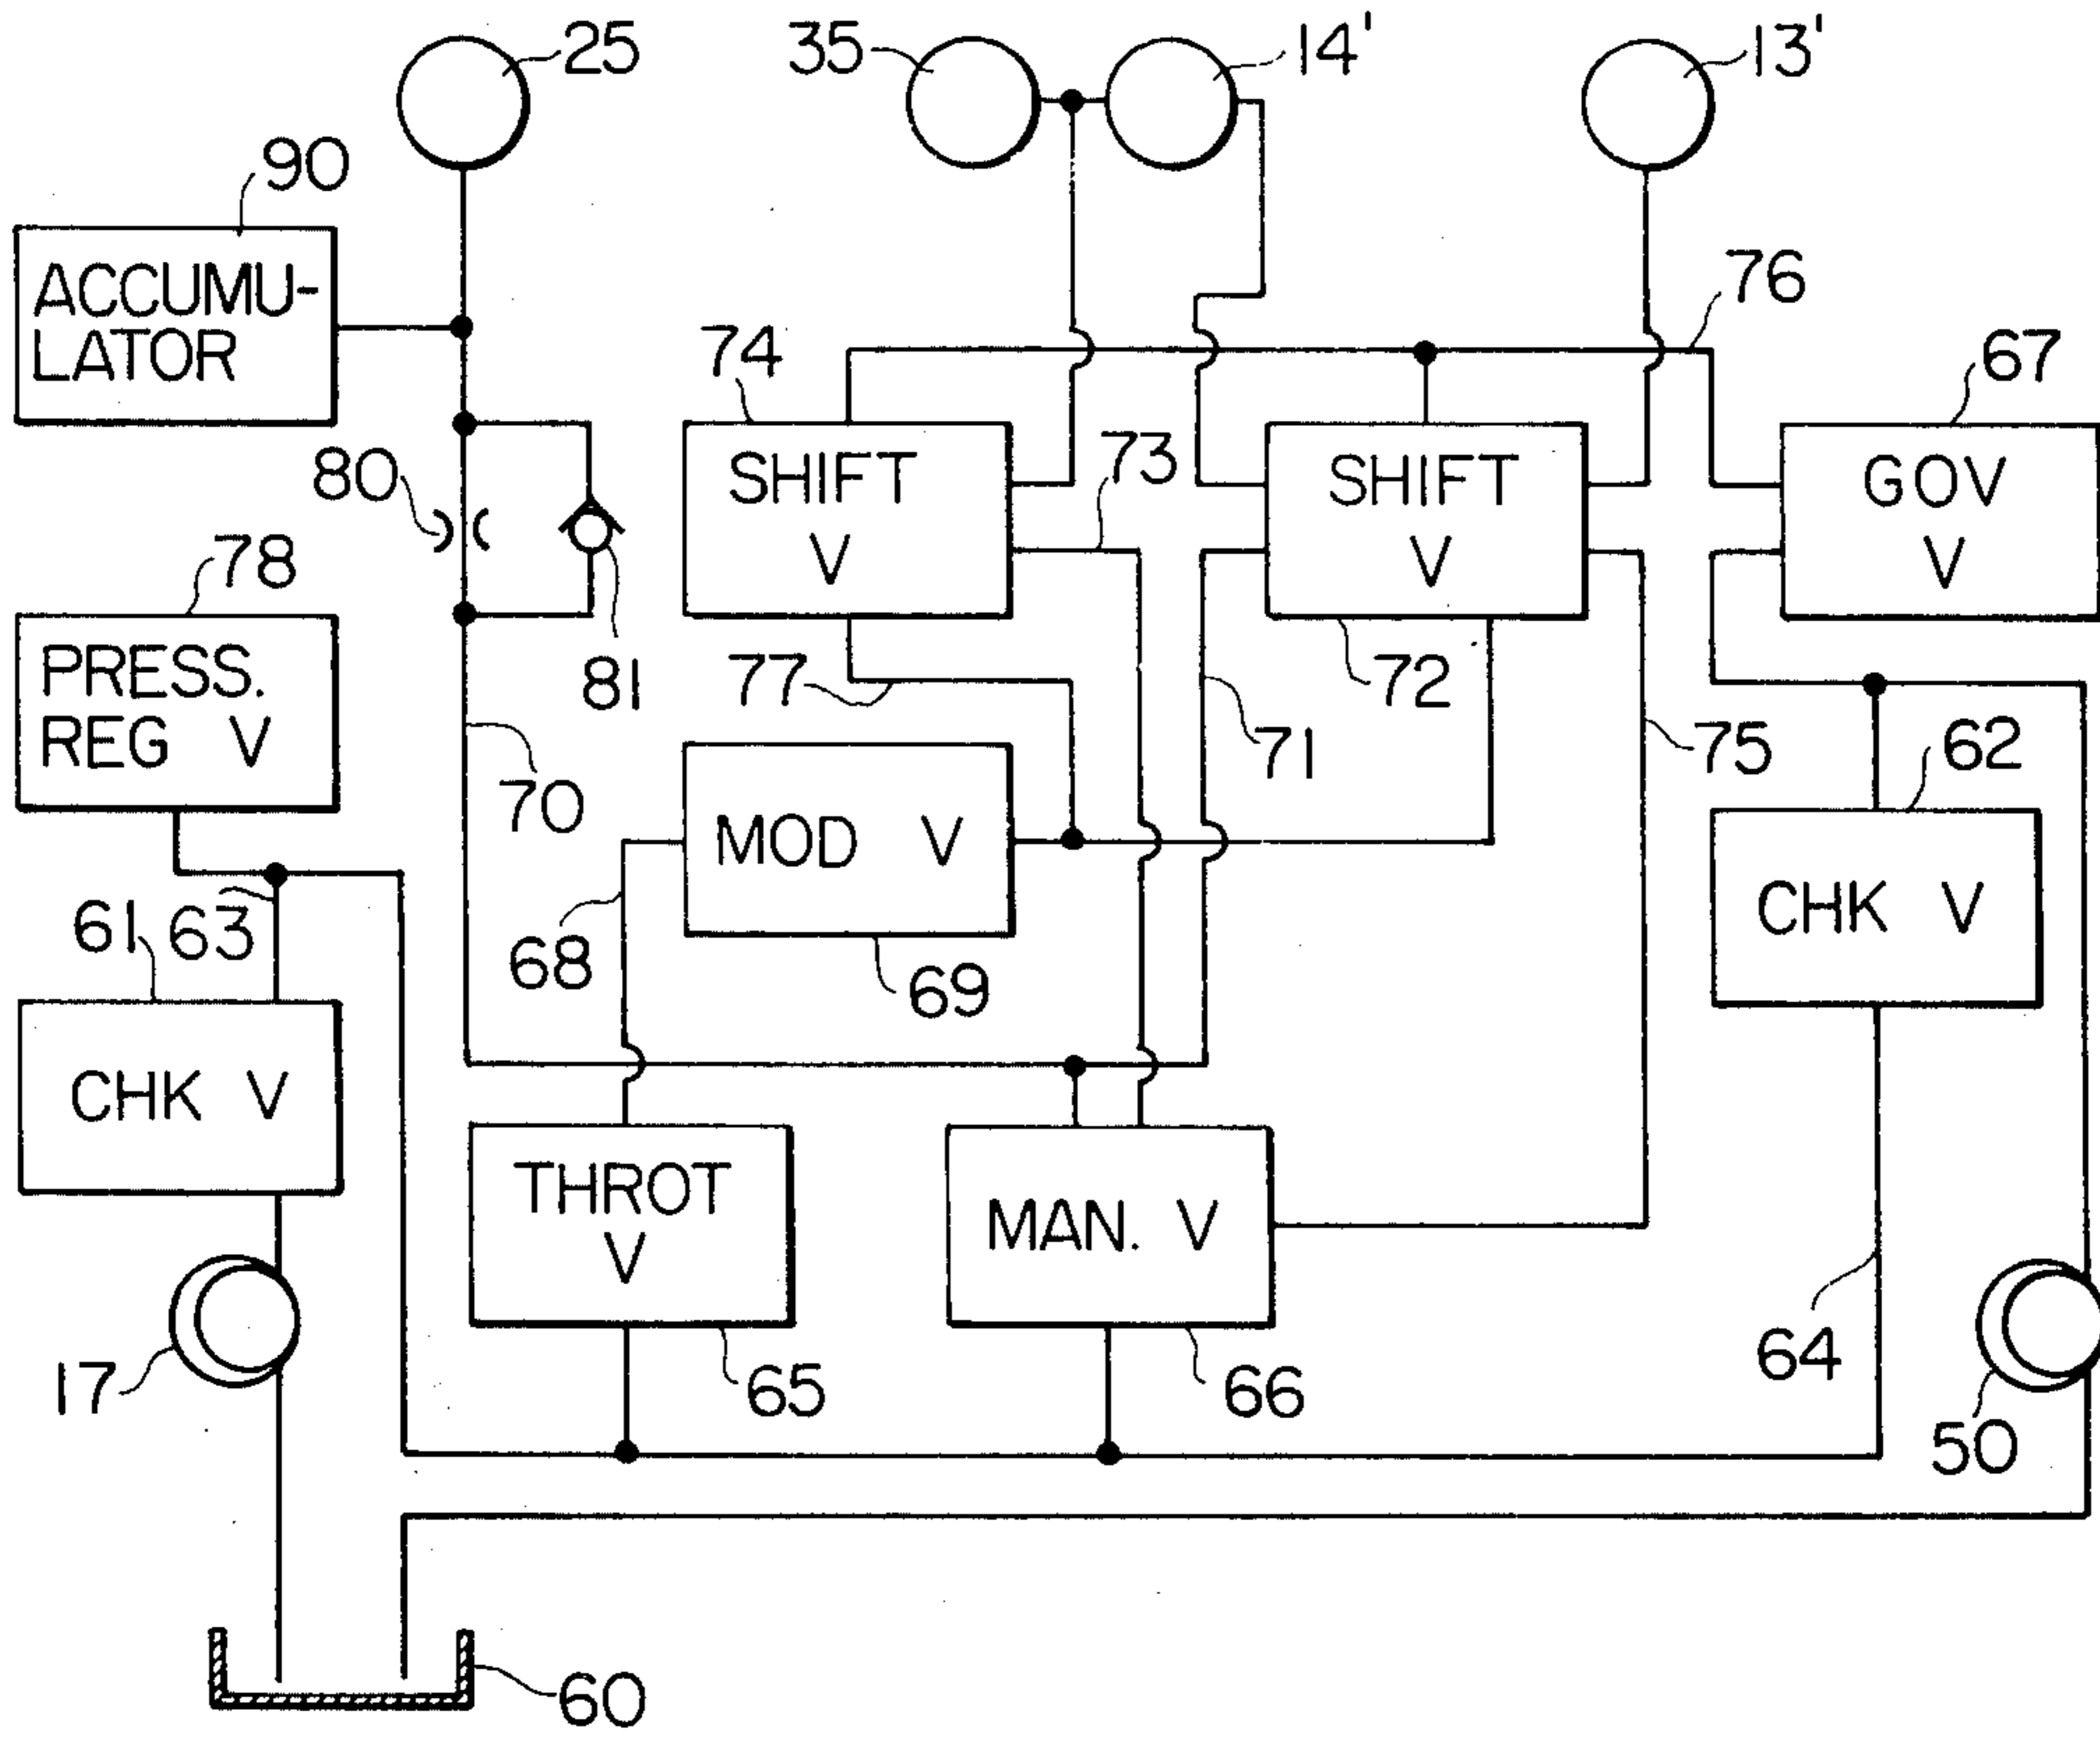 25
35
14'
13'
90
ACCUMU-
LATOR
76
74
67
73
80
SHIFT
V
SHIFT
V
GOV
V
78
81
77
72
PRESS.
REG V
71
75
62
70
MOD V
61
63
68
69
CHK V
CHK V
THROT
V
MAN. V
17
65
66
64
50
60